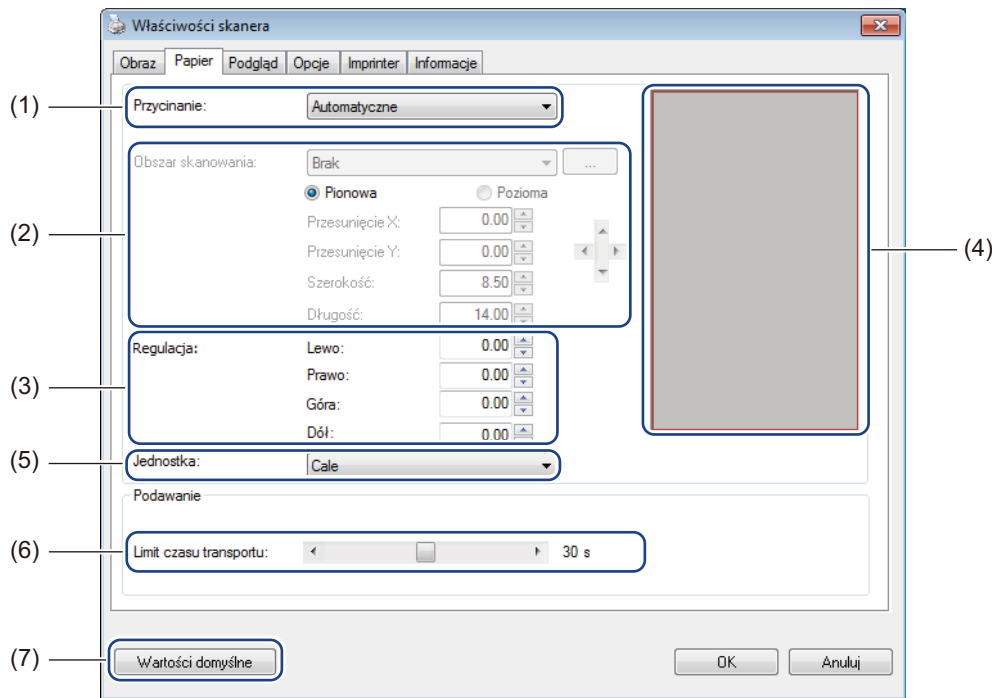 Właściwości skanera
Obraz Papier Podgląd Opcje Imprinter Informacje
(1) Przycinanie: Automatyczne
(2) Obszar skanowania: Brak ...
Pionowa Pozioma
Przesunięcie X: 0.00
Przesunięcie Y: 0.00
Szerokość: 8.50
Długość: 14.00
(3) Regulacja: Lewo: 0.00
Prawo: 0.00
Góra: 0.00
Dół: 0.00
(4)
(5) Jednostka: Cale
Podawanie
(6) Limit czasu transportu: 30 s
(7) Wartości domyślne OK Anuluj